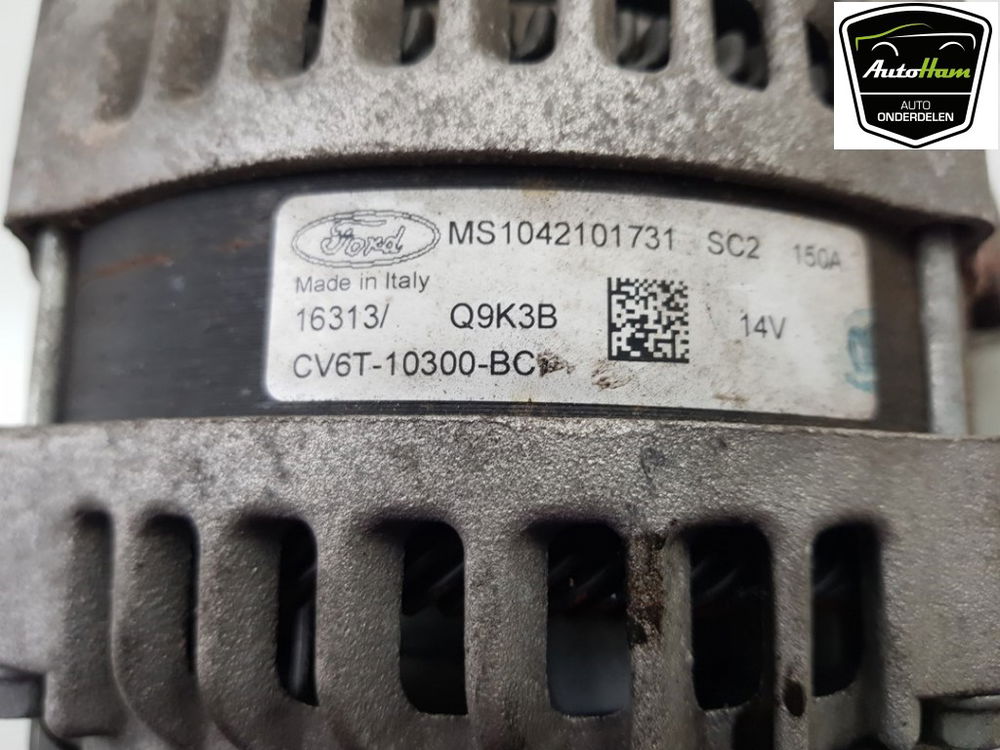 AutoHam
AUTO
ONDERDELEN
Ford MS1042101731 SC2 150A
Made in Italy
16313/ Q9K3B 14V
CV6T-10300-BC